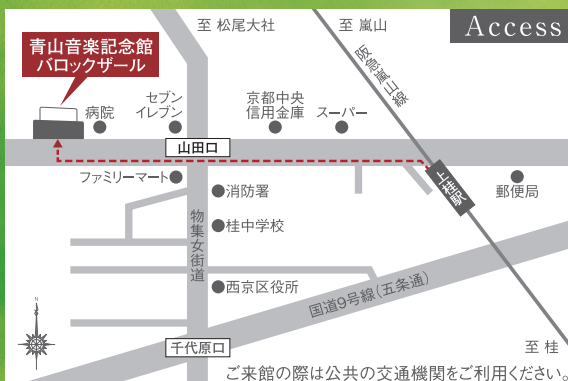 至 松尾大社
至 嵐山
Access
青山音楽記念館
バロックザール
阪急嵐山線
病院
セブン
イレブン
京都中央
信用金庫
スーパー
山田口
上桂駅
ファミリーマート
消防署
郵便局
物集女街道
桂中学校
西京区役所
国道9号線(五条通)
N
千代原口
至 桂
ご来館の際は公共の交通機関をご利用ください。